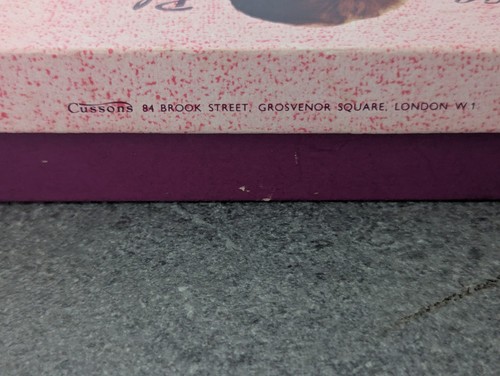 Cussons 84 BROOK STREET, GROSVENOR SQUARE, LONDON W.1.